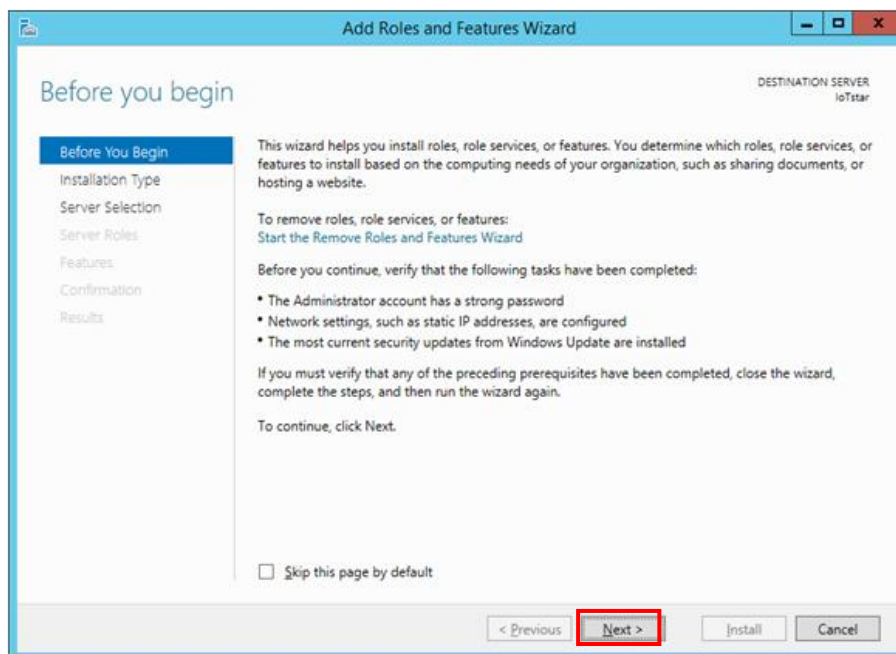 Add Roles and Features Wizard
Before you begin
DESTINATION SERVER
IoTstar
Before You Begin
Installation Type
Server Selection
Server Roles
Features
Confirmation
Results
This wizard helps you install roles, role services, or features. You determine which roles, role services, or
features to install based on the computing needs of your organization, such as sharing documents, or
hosting a website.
To remove roles, role services, or features:
Start the Remove Roles and Features Wizard
Before you continue, verify that the following tasks have been completed:
• The Administrator account has a strong password
• Network settings, such as static IP addresses, are configured
• The most current security updates from Windows Update are installed
If you must verify that any of the preceding prerequisites have been completed, close the wizard,
complete the steps, and then run the wizard again.
To continue, click Next.
Skip this page by default
< Previous
Next >
Install
Cancel